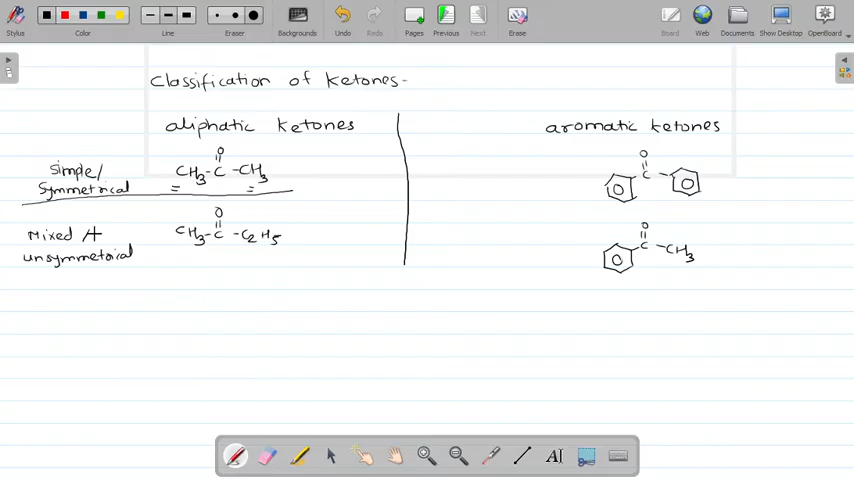 Stylus
Color
Line
Eraser
Backgrounds
Undo
Redo
Pages
Previous
Next
Erase
Board
Web
Documents
Show Desktop
OpenBoard
Classification of Ketones-
aliphatic Ketones
aromatic ketones
Simple/
Symmetrical
O
CH3-C-CH3
Mixed /
unsymmetrical
O
CH3-C-C2H5
O
C
O
C-CH3
AI